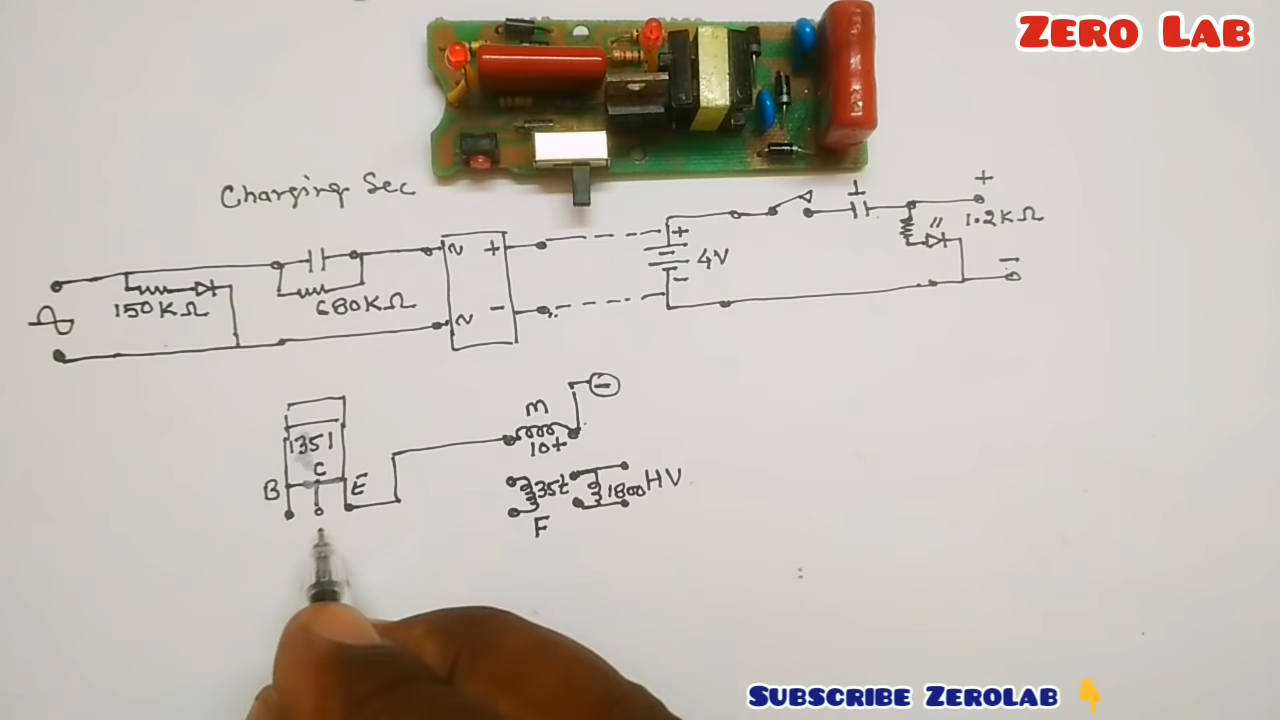 ZERO LAB
Charging Sec
+
1.2KΩ
+
4V
-
-
~ +
~ -
150KΩ
680KΩ
-
m
10t
1351
C
B E
35t 1800 HV
F
SUBSCRIBE ZEROLAB 👇